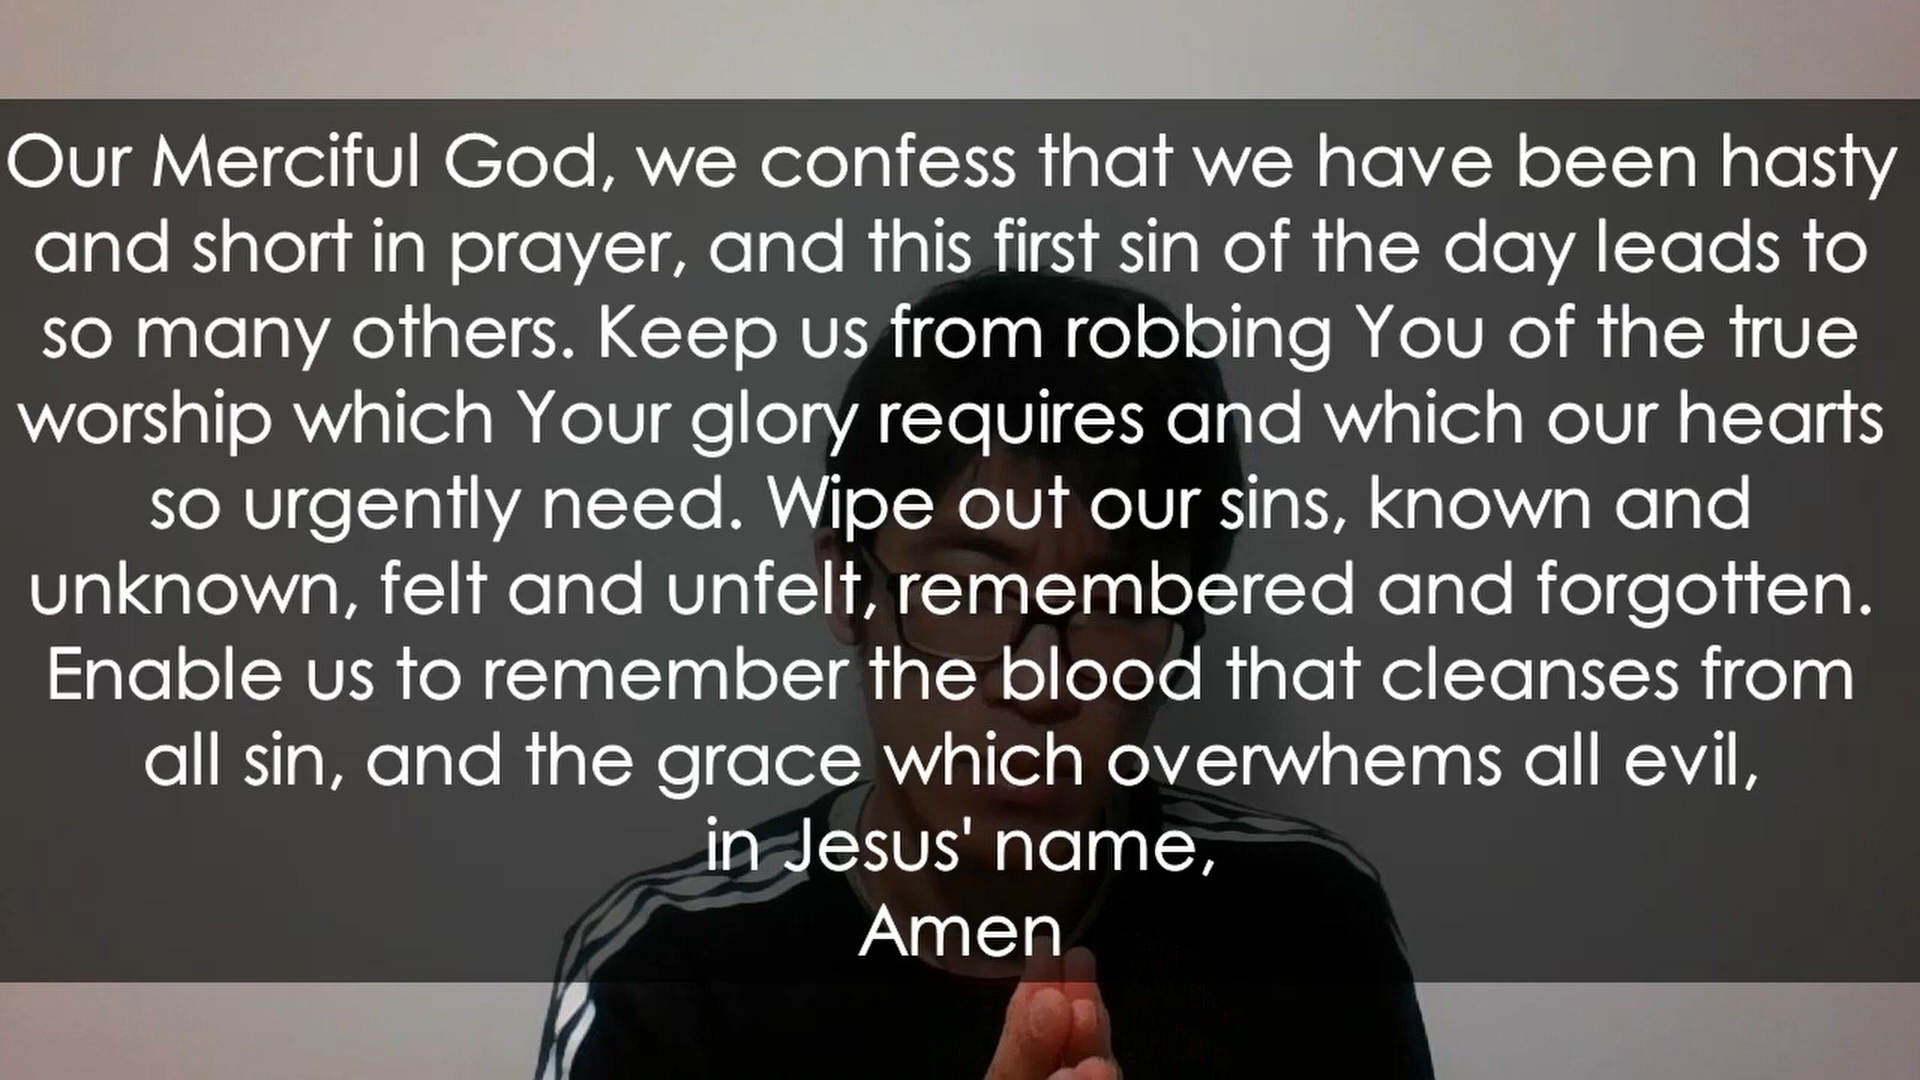 Our Merciful God, we confess that we have been hasty
and short in prayer, and this first sin of the day leads to
so many others. Keep us from robbing You of the true
worship which Your glory requires and which our hearts
so urgently need. Wipe out our sins, known and
unknown, felt and unfelt, remembered and forgotten.
Enable us to remember the blood that cleanses from
all sin, and the grace which overwhems all evil,
in Jesus' name,
Amen